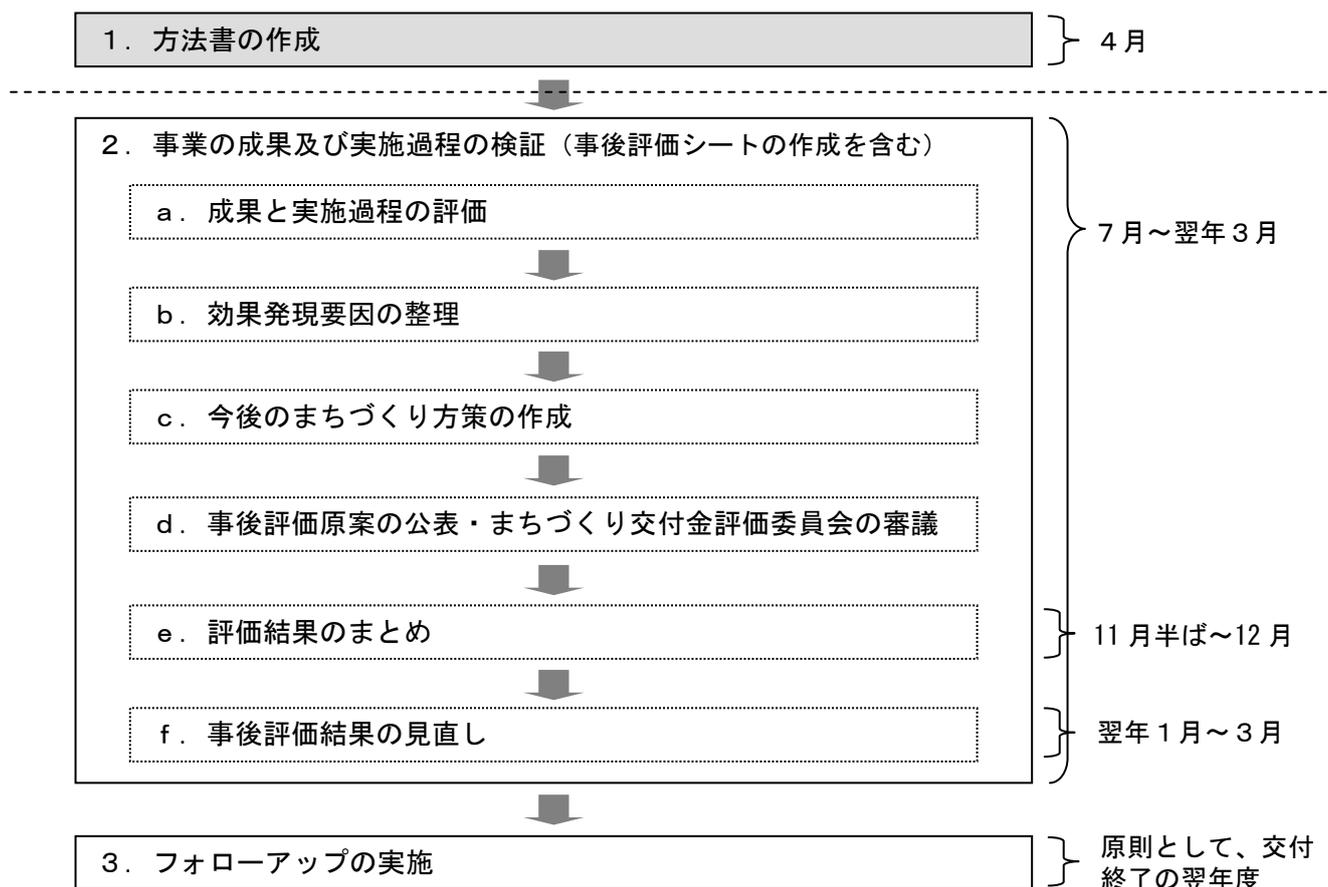 １．方法書の作成
４月
２．事業の成果及び実施過程の検証（事後評価シートの作成を含む）
７月～翌年３月
ａ．成果と実施過程の評価
ｂ．効果発現要因の整理
ｃ．今後のまちづくり方策の作成
ｄ．事後評価原案の公表・まちづくり交付金評価委員会の審議
ｅ．評価結果のまとめ
11月半ば～12月
ｆ．事後評価結果の見直し
翌年１月～３月
３．フォローアップの実施
原則として、交付
終了の翌年度